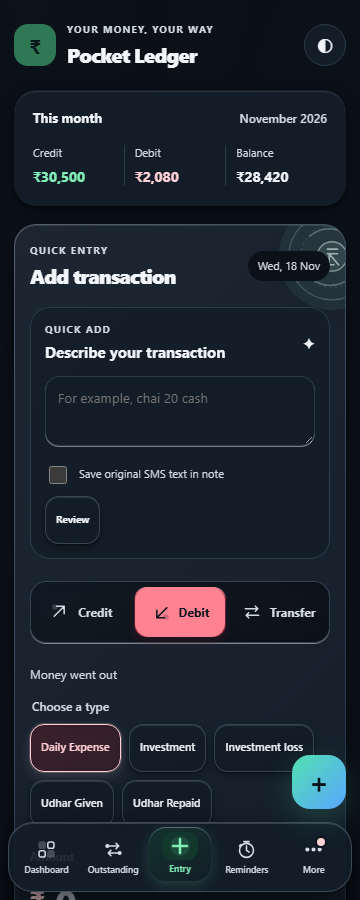 ₹
YOUR MONEY, YOUR WAY
Pocket Ledger
This month
November 2026
Credit
Debit
Balance
₹30,500
₹2,080
₹28,420
QUICK ENTRY
Add transaction
Wed, 18 Nov
QUICK ADD
Describe your transaction
For example, chai 20 cash
Save original SMS text in note
Review
Credit
Debit
Transfer
Money went out
Choose a type
Daily Expense
Investment
Investment loss
Udhar Given
Udhar Repaid
+
Amount
Dashboard
Outstanding
Entry
Reminders
More
₹ 0